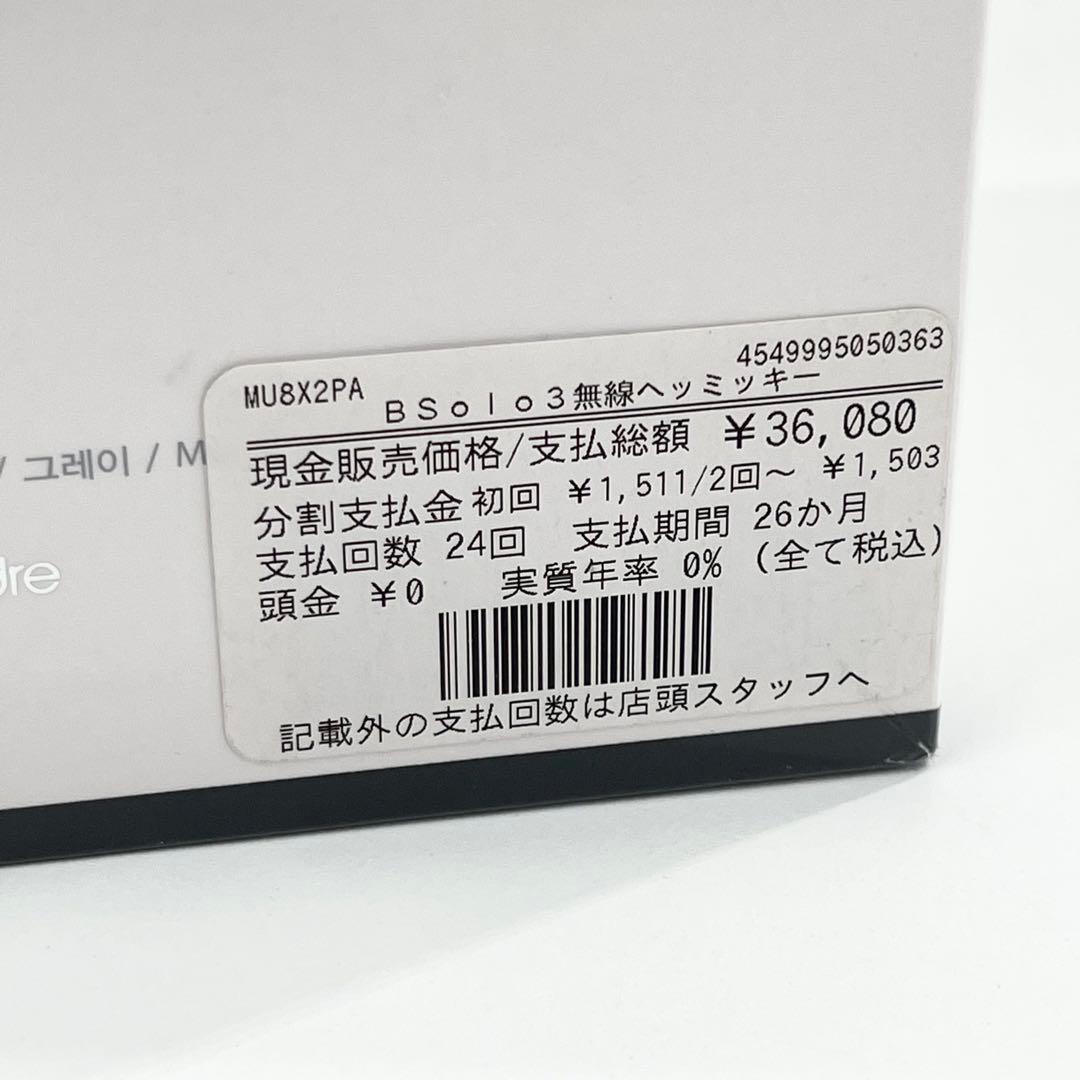 MU8X2PA
4549995050363
BSolo3無線ヘッミッキー
現金販売価格/支払総額 ¥36,080
分割支払金 初回 ¥1,511/2回～ ¥1,503
支払回数 24回 支払期間 26か月
頭金 ¥0 実質年率 0% (全て税込)
記載外の支払回数は店頭スタッフへ
/ 그레이 / M
dre